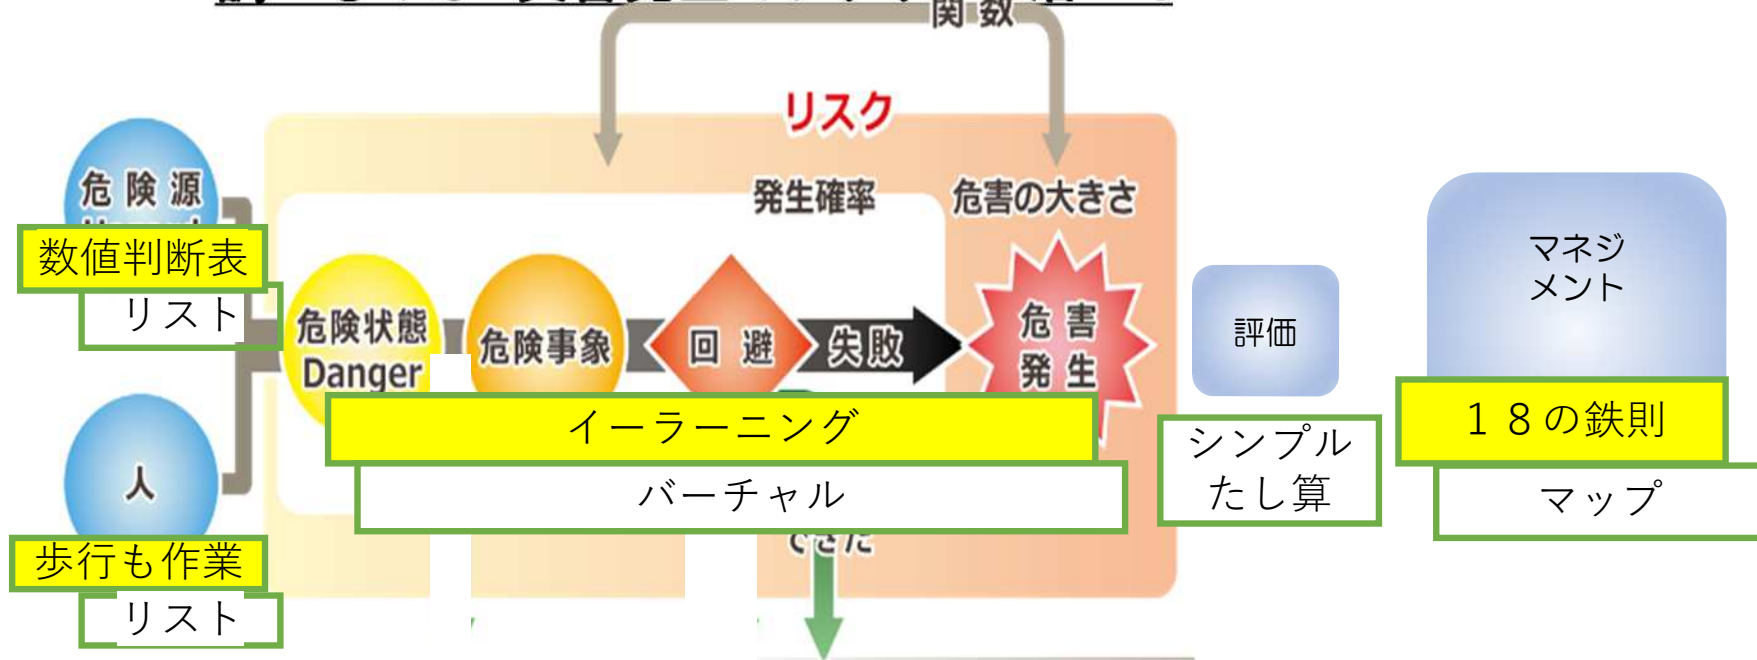 関数
リスク
危険源
発生確率
危害の大きさ
数値判断表
リスト
危険状態
Danger
危険事象
回避
失敗
危害
発生
評価
マネジ
メント
イーラーニング
バーチャル
シンプル
たし算
１８の鉄則
マップ
人
できた
歩行も作業
リスト